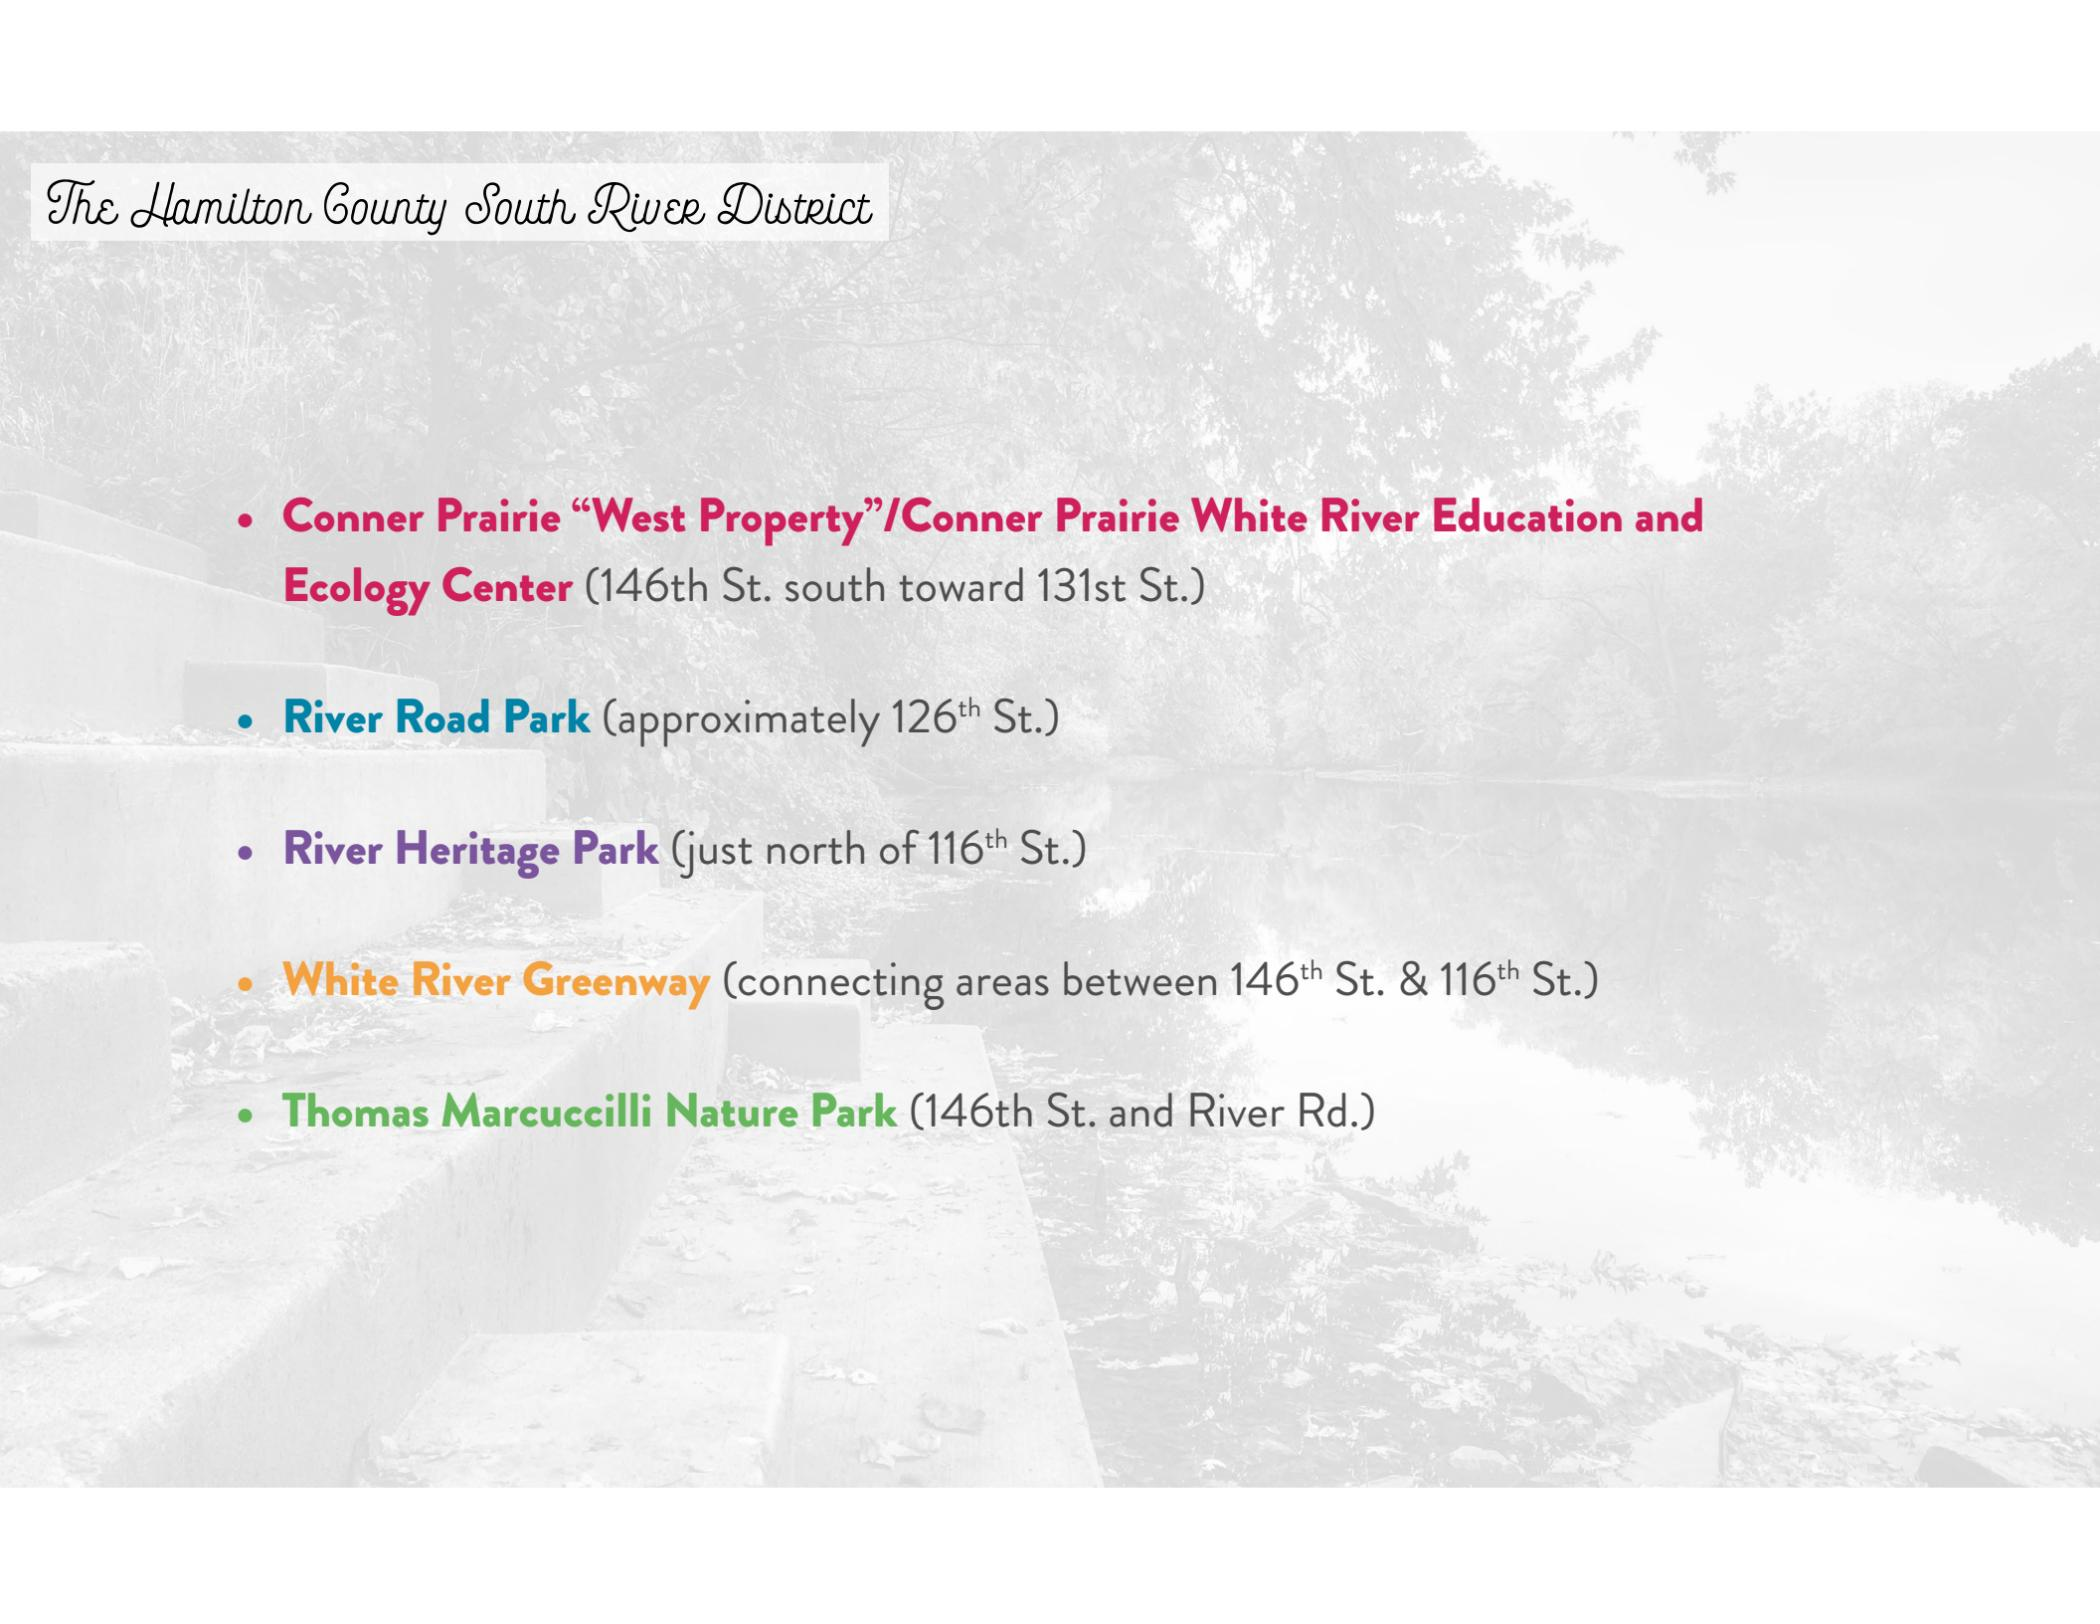 The Hamilton County South River District
• Conner Prairie “West Property”/Conner Prairie White River Education and
Ecology Center (146th St. south toward 131st St.)
• River Road Park (approximately 126th St.)
• River Heritage Park (just north of 116th St.)
• White River Greenway (connecting areas between 146th St. & 116th St.)
• Thomas Marcuccilli Nature Park (146th St. and River Rd.)